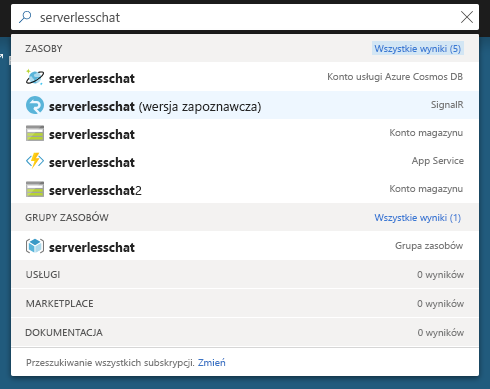 serverlesschat
ZASOBY Wszystkie wyniki (5)
serverlesschat Konto usługi Azure Cosmos DB
serverlesschat (wersja zapoznawcza) SignalR
serverlesschat Konto magazynu
serverlesschat App Service
serverlesschat2 Konto magazynu
GRUPY ZASOBÓW Wszystkie wyniki (1)
serverlesschat Grupa zasobów
USŁUGI 0 wyników
MARKETPLACE 0 wyników
DOKUMENTACJA 0 wyników
Przeszukiwanie wszystkich subskrypcji. Zmień